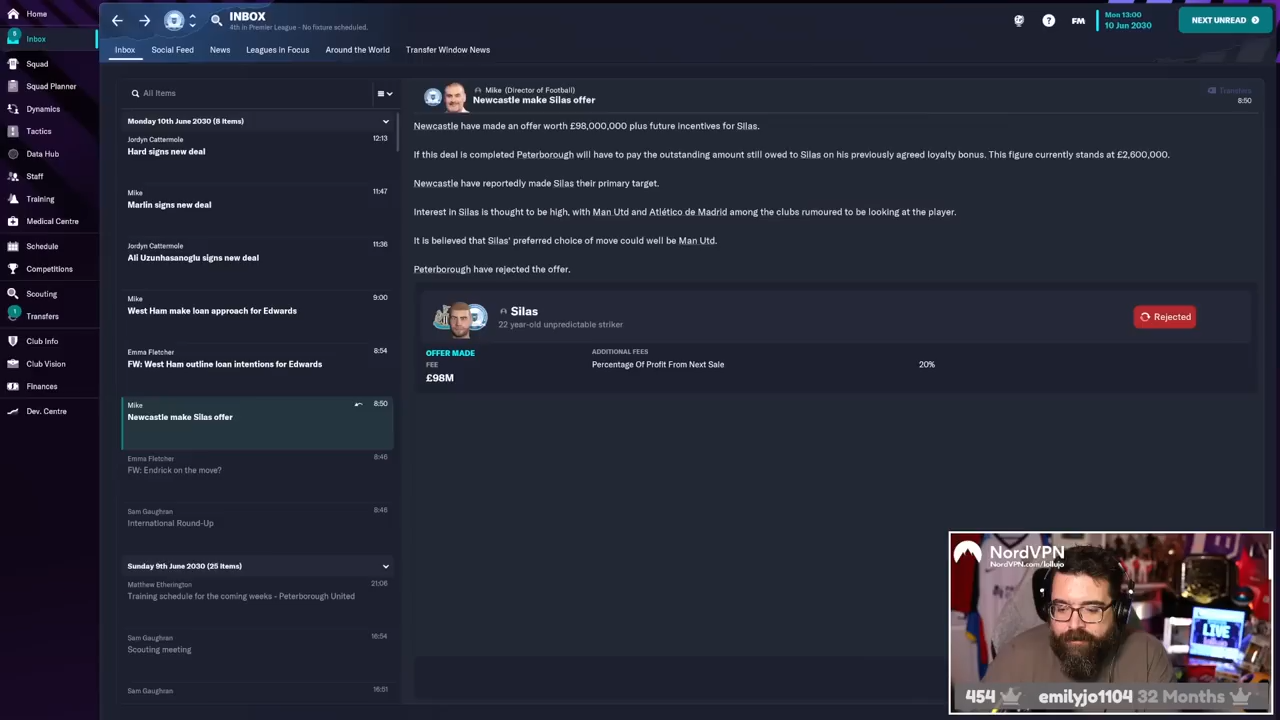 Home
5
Inbox
Squad
Squad Planner
Dynamics
Tactics
Data Hub
Staff
Training
Medical Centre
Schedule
Competitions
Scouting
1
Transfers
Club Info
Club Vision
Finances
Dev. Centre
INBOX
4th in Premier League - No fixture scheduled.
FM
Mon 13:00
10 Jun 2030
NEXT UNREAD
Inbox
Social Feed
News
Leagues in Focus
Around the World
Transfer Window News
All Items
Monday 10th June 2030 (8 Items)
Jordyn Cattermole
12:13
Hard signs new deal
Mike
11:47
Marlin signs new deal
Jordyn Cattermole
11:36
Ali Uzunhasanoglu signs new deal
Mike
9:00
West Ham make loan approach for Edwards
Emma Fletcher
8:54
FW: West Ham outline loan intentions for Edwards
Mike
8:50
Newcastle make Silas offer
Emma Fletcher
8:46
FW: Endrick on the move?
Sam Gaughran
8:46
International Round-Up
Sunday 9th June 2030 (25 Items)
Matthew Etherington
21:06
Training schedule for the coming weeks - Peterborough United
Sam Gaughran
16:54
Scouting meeting
Sam Gaughran
16:51
Mike (Director of Football)
Newcastle make Silas offer
Transfers
8:50
Newcastle have made an offer worth £98,000,000 plus future incentives for Silas.
If this deal is completed Peterborough will have to pay the outstanding amount still owed to Silas on his previously agreed loyalty bonus. This figure currently stands at £2,600,000.
Newcastle have reportedly made Silas their primary target.
Interest in Silas is thought to be high, with Man Utd and Atlético de Madrid among the clubs rumoured to be looking at the player.
It is believed that Silas' preferred choice of move could well be Man Utd.
Peterborough have rejected the offer.
Silas
22 year-old unpredictable striker
Rejected
OFFER MADE
FEE
£98M
ADDITIONAL FEES
Percentage Of Profit From Next Sale
20%
NordVPN
NordVPN.com/lollujo
LIVE
454
emilyjo1104 32 Months